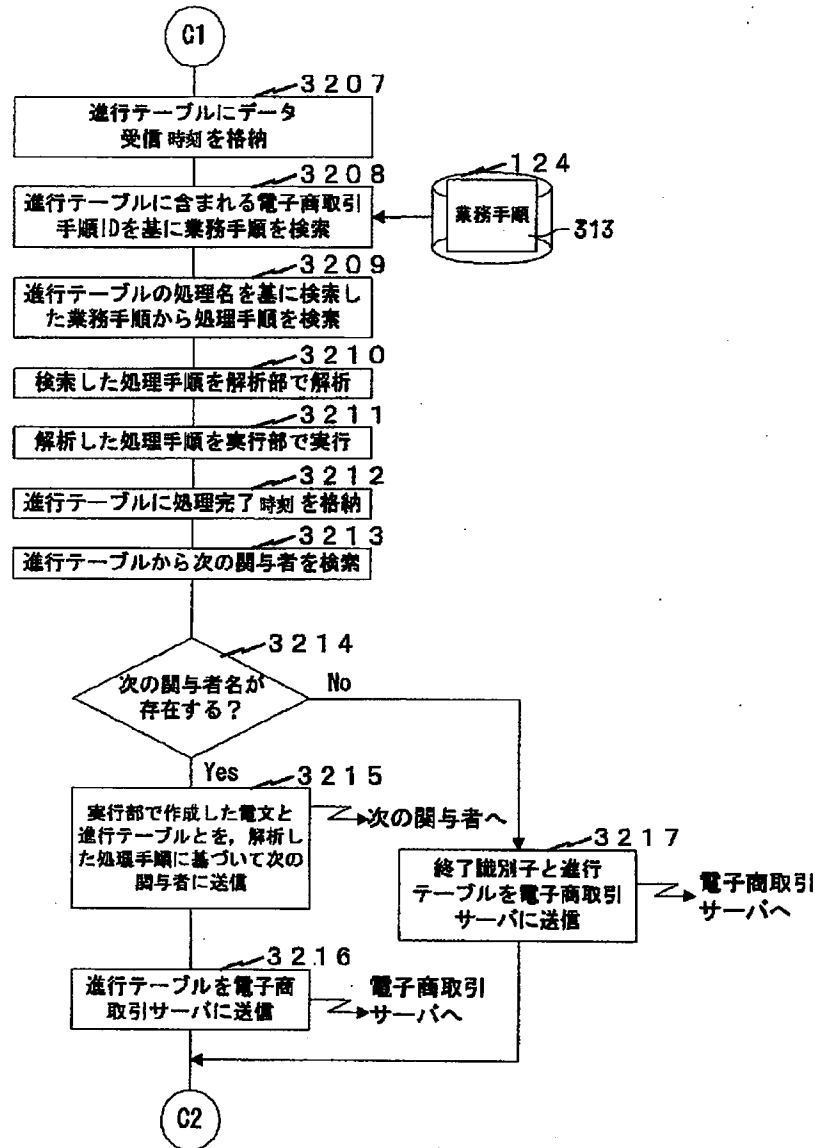 C1
3207
進行テーブルにデータ
受信時刻を格納
3208
進行テーブルに含まれる電子商取引
手順IDを基に業務手順を検索
124
業務手順
313
3209
進行テーブルの処理名を基に検索し
た業務手順から処理手順を検索
3210
検索した処理手順を解析部で解析
3211
解析した処理手順を実行部で実行
3212
進行テーブルに処理完了時刻を格納
3213
進行テーブルから次の関与者を検索
3214
次の関与者名が
存在する?
No
Yes
3215
実行部で作成した電文と
進行テーブルとを,解析し
た処理手順に基づいて次の
関与者に送信
次の関与者へ
3217
終了識別子と進行
テーブルを電子商取引
サーバに送信
電子商取引
サーバへ
3216
進行テーブルを電子商
取引サーバに送信
電子商取引
サーバへ
C2